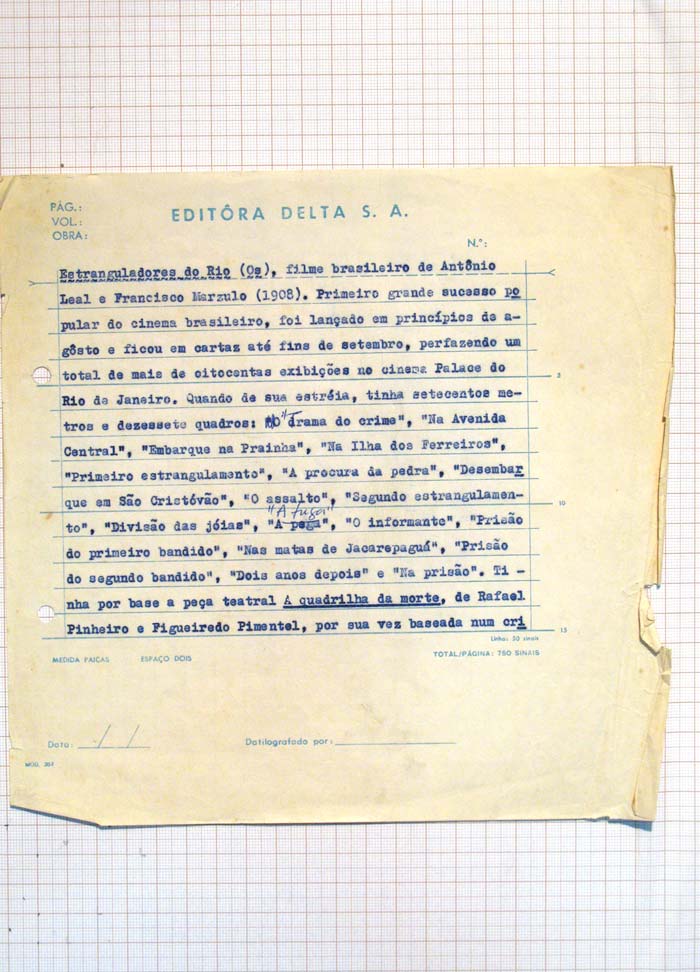 PÁG.:
VOL.:
OBRA:
EDITÔRA DELTA S. A.
N.º:
Estranguladores do Rio (Os), filme brasileiro de Antônio
Leal e Francisco Marzulo (1908). Primeiro grande sucesso po
pular do cinema brasileiro, foi lançado em princípios de a-
gôsto e ficou em cartaz até fins de setembro, perfazendo um
total de mais de oitocentas exibições no cinema Palace do
5
Rio de Janeiro. Quando de sua estréia, tinha setecentos me-
tros e dezessete quadros: O "drama do crime", "Na Avenida
Central", "Embarque na Prainha", "Na Ilha dos Ferreiros",
"Primeiro estrangulamento", "A procura da pedra", "Desembar
que em São Cristóvão", "O assalto", "Segundo estrangulamen-
10
"A fuga"
to", "Divisão das jóias", "A pega", "O informante", "Prisão
do primeiro bandido", "Nas matas de Jacarepaguá", "Prisão
do segundo bandido", "Dois anos depois" e "Na prisão". Ti -
nha por base a peça teatral A quadrilha da morte, de Rafael
Pinheiro e Figueiredo Pimentel, por sua vez baseada num cri
15
Linha: 50 sinais
MEDIDA PAICAS ESPAÇO DOIS TOTAL/PÁGINA: 750 SINAIS
Data: / / Datilografado por:
MOD. 364